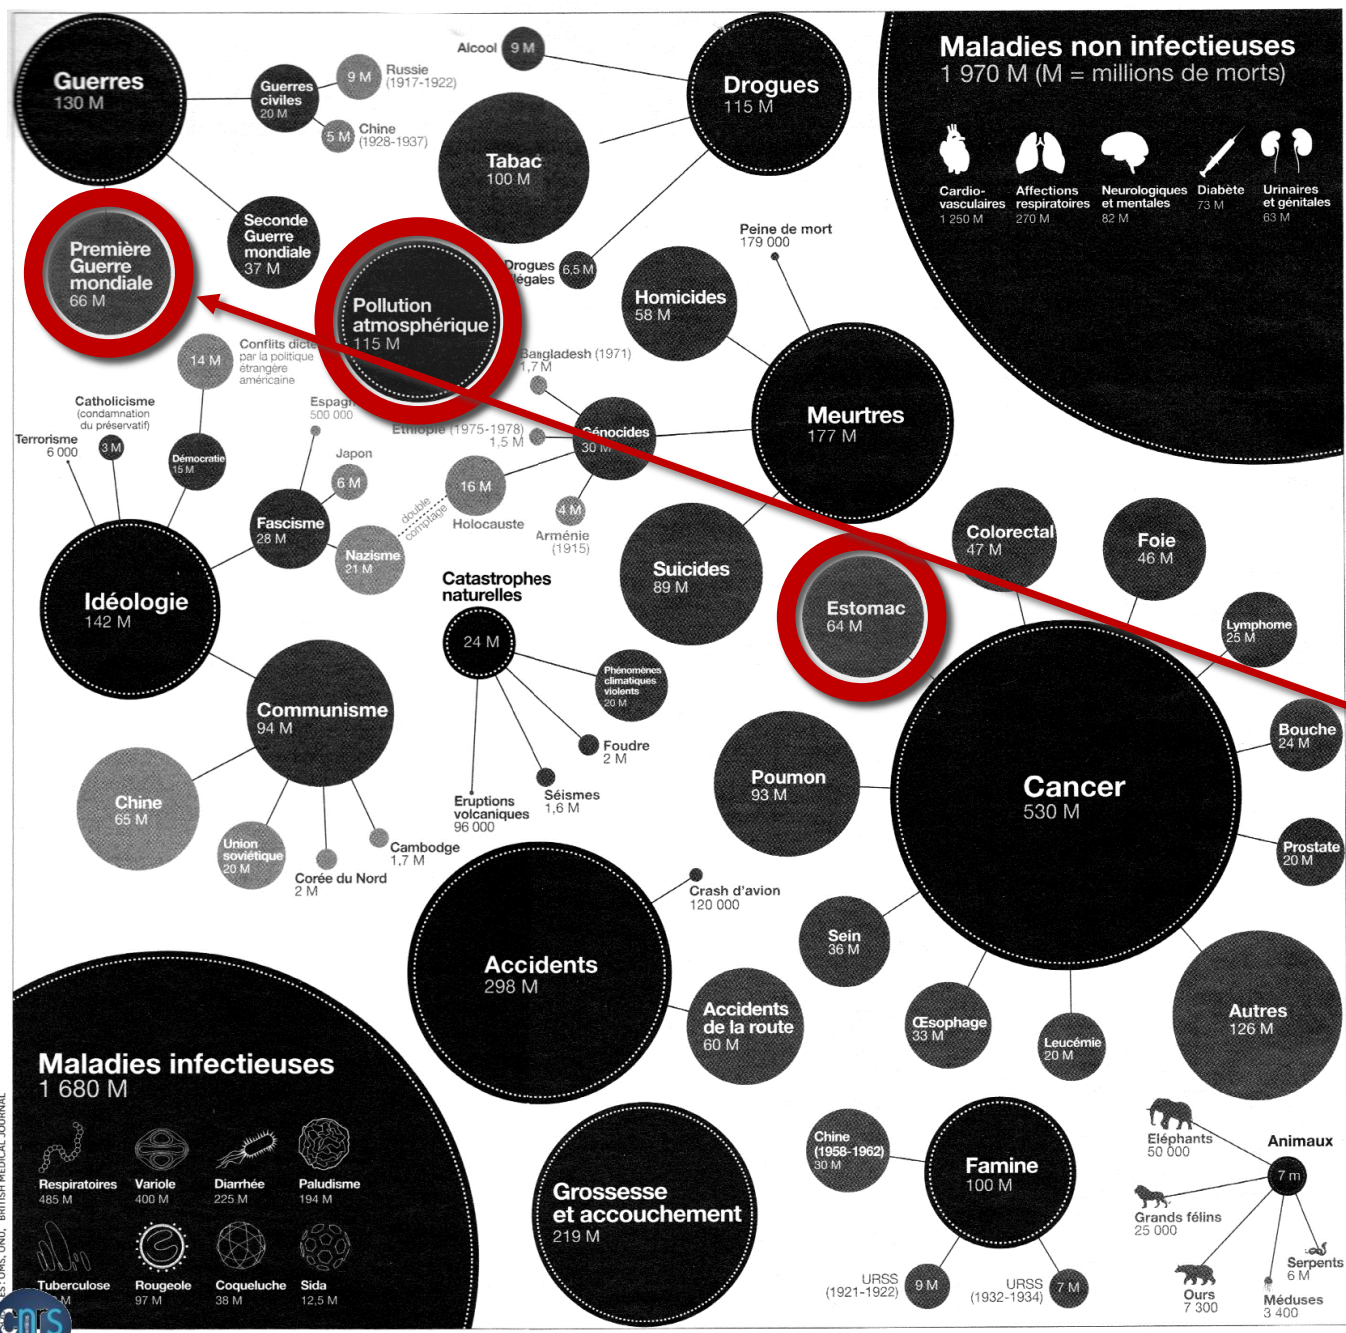 Guerres
130 M
Guerres
civiles
20 M
9 M
Russie
(1917-1922)
5 M
Chine
(1928-1937)
Première
Guerre
mondiale
66 M
Seconde
Guerre
mondiale
37 M
Alcool
9 M
Drogues
115 M
Tabac
100 M
Drogues
6,5 M
Pollution
atmosphérique
115 M
Maladies non infectieuses
1 970 M (M = millions de morts)
Cardio-
vasculaires
1 250 M
Affections
respiratoires
270 M
Neurologiques
et mentales
82 M
Diabète
73 M
Urinaires
et génitales
63 M
Peine de mort
179 000
Homicides
58 M
Meurtres
177 M
Bangladesh (1971)
1,7 M
Ethiopie (1975-1978)
1,5 M
Génocides
30 M
16 M
Holocauste
4 M
Arménie
(1915)
double
comptage
Suicides
89 M
14 M
Conflits
par la politique
étrangère
américaine
Catholicisme
(condamnation
du préservatif)
3 M
Terrorisme
6 000
Démocratie
15 M
500 000
Japon
6 M
Fascisme
28 M
Nazisme
21 M
Idéologie
142 M
Communisme
94 M
Chine
65 M
Union
soviétique
20 M
Corée du Nord
2 M
Cambodge
1,7 M
Catastrophes
naturelles
24 M
Phénomènes
climatiques
violents
20 M
Foudre
2 M
Séismes
1,6 M
Eruptions
volcaniques
96 000
Estomac
64 M
Colorectal
47 M
Foie
46 M
Lymphome
25 M
Bouche
24 M
Prostate
20 M
Cancer
530 M
Poumon
93 M
Sein
36 M
Œsophage
33 M
Leucémie
20 M
Autres
126 M
Accidents
298 M
Crash d'avion
120 000
Accidents
de la route
60 M
Maladies infectieuses
1 680 M
Respiratoires
485 M
Variole
400 M
Diarrhée
225 M
Paludisme
194 M
Tuberculose
M
Rougeole
97 M
Coqueluche
38 M
Sida
12,5 M
Grossesse
et accouchement
219 M
Chine
(1958-1962)
30 M
Famine
100 M
URSS
(1921-1922)
9 M
URSS
(1932-1934)
7 M
Animaux
7 m
Eléphants
50 000
Grands félins
25 000
Ours
7 300
Méduses
3 400
Serpents
6 M
: OMS, ONU, BRITISH MEDICAL JOURNAL
cnrs